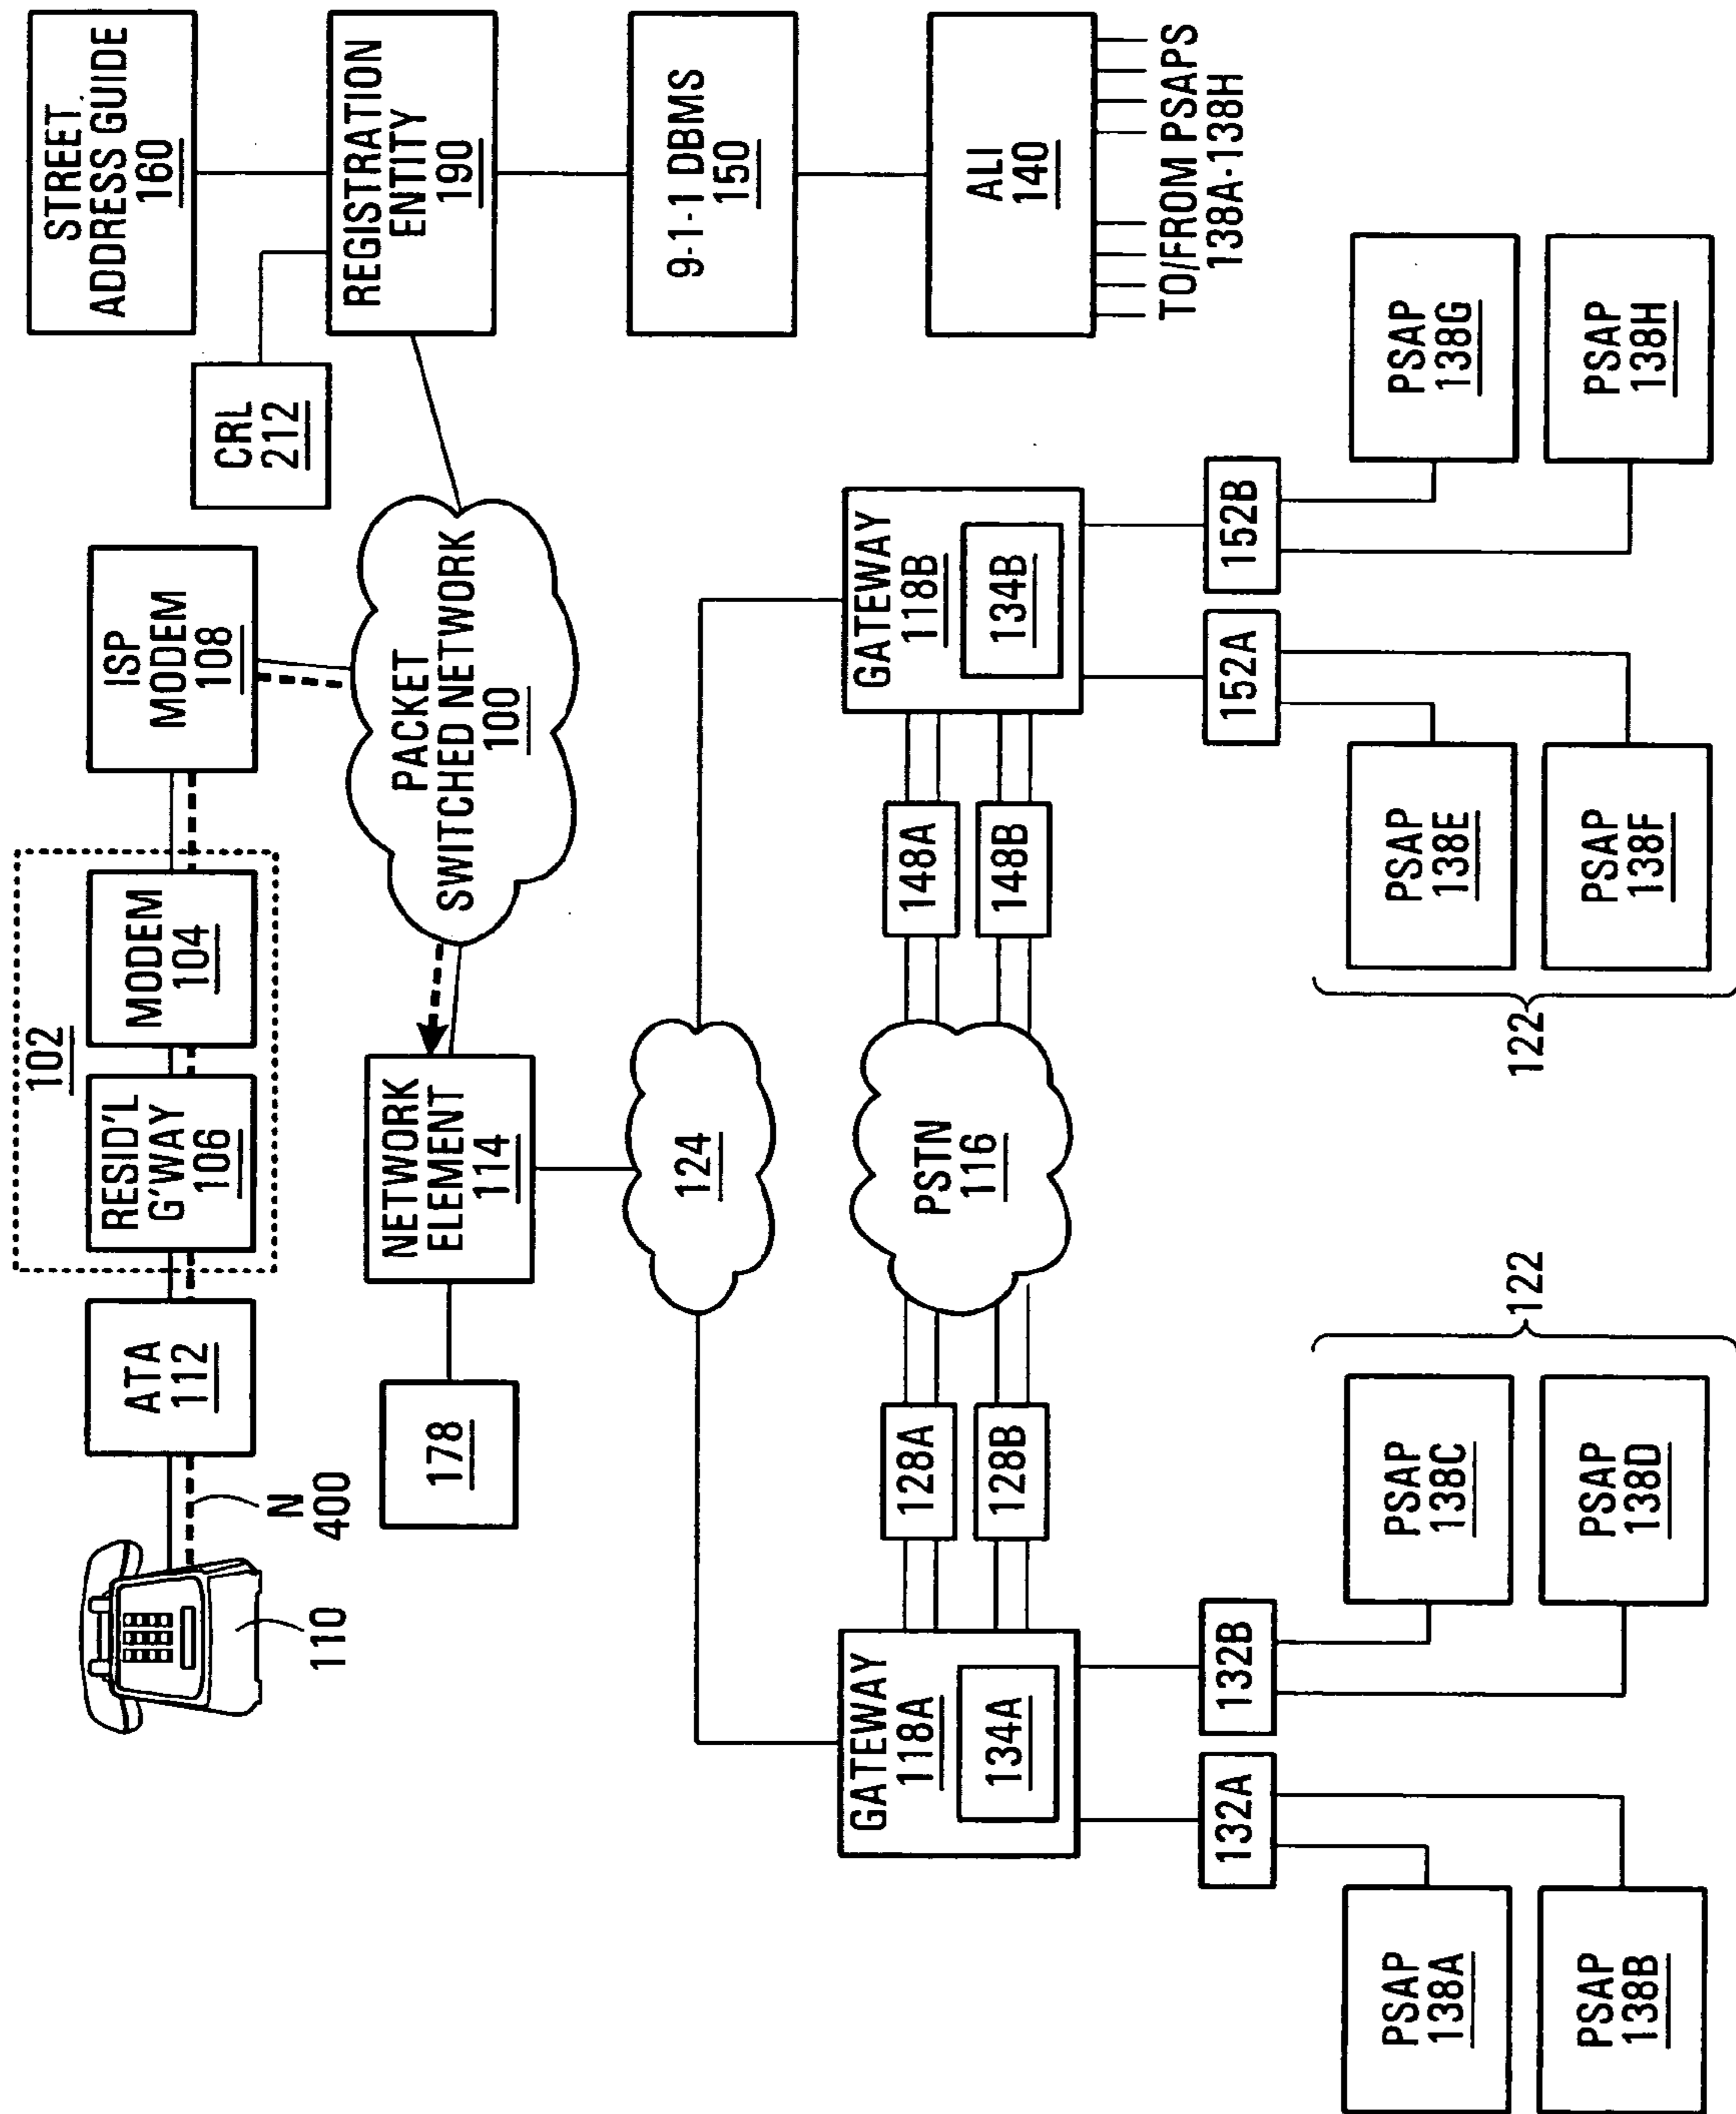 102
110
N
400
ATA
112
RESID'L
G'WAY
106
MODEM
104
ISP
MODEM
108
CRL
212
STREET
ADDRESS GUIDE
160
REGISTRATION
ENTITY
190
9-1-1 DBMS
150
ALI
140
TO/FROM PSAPS
138A-138H
178
NETWORK
ELEMENT
114
PACKET
SWITCHED NETWORK
100
124
GATEWAY
118A
134A
128A
128B
PSTN
116
148A
148B
GATEWAY
118B
134B
132A
132B
152A
152B
PSAP
138A
PSAP
138B
PSAP
138C
PSAP
138D
122
122
PSAP
138E
PSAP
138F
PSAP
138G
PSAP
138H